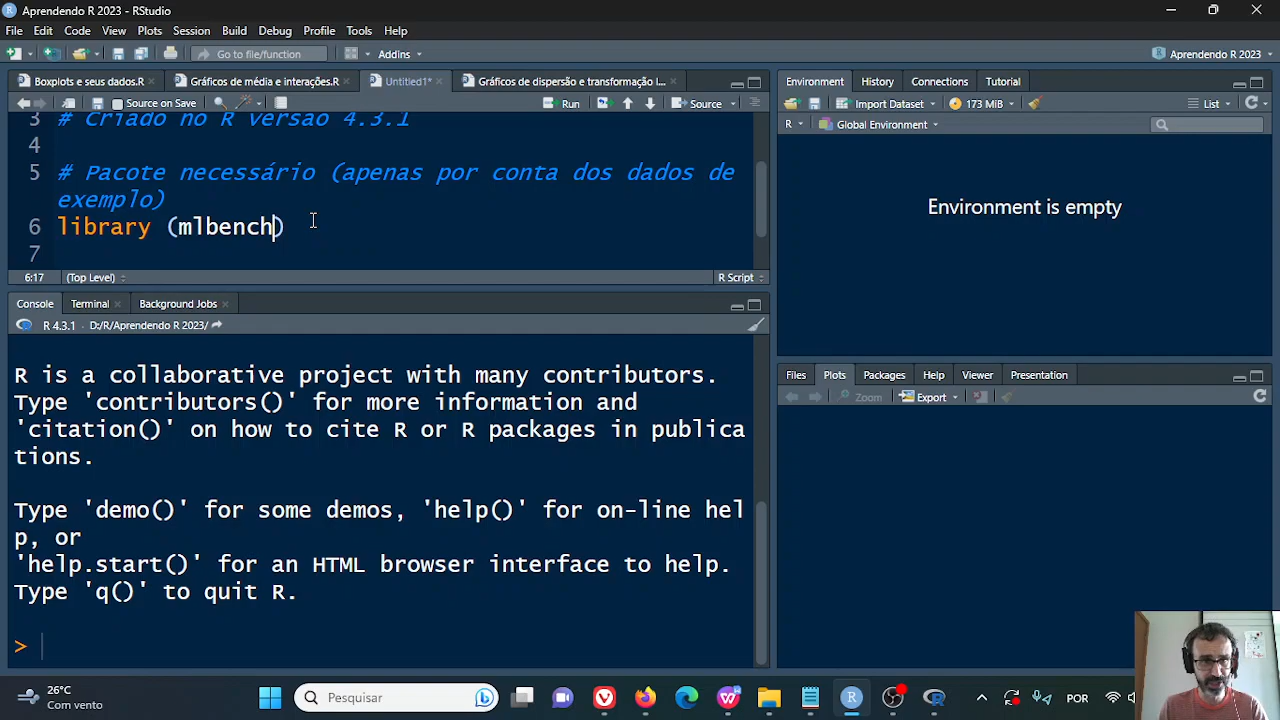 Aprendendo R 2023 - RStudio
File Edit Code View Plots Session Build Debug Profile Tools Help
Go to file/function Addins Aprendendo R 2023
Boxplots e seus dados.R Gráficos de média e interações.R Untitled1* Gráficos de dispersão e transformação l...
Source on Save Run Source
3 # Criado no R versão 4.3.1
4
5 # Pacote necessário (apenas por conta dos dados de
exemplo)
6 library (mlbench)
7
6:17 (Top Level) R Script
Console Terminal Background Jobs
R 4.3.1 · D:/R/Aprendendo R 2023/
R is a collaborative project with many contributors.
Type 'contributors()' for more information and
'citation()' on how to cite R or R packages in publica
tions.
Type 'demo()' for some demos, 'help()' for on-line hel
p, or
'help.start()' for an HTML browser interface to help.
Type 'q()' to quit R.
>
Environment History Connections Tutorial
Import Dataset 173 MiB List
R Global Environment
Environment is empty
Files Plots Packages Help Viewer Presentation
Zoom Export
26°C
Com vento
Pesquisar
POR